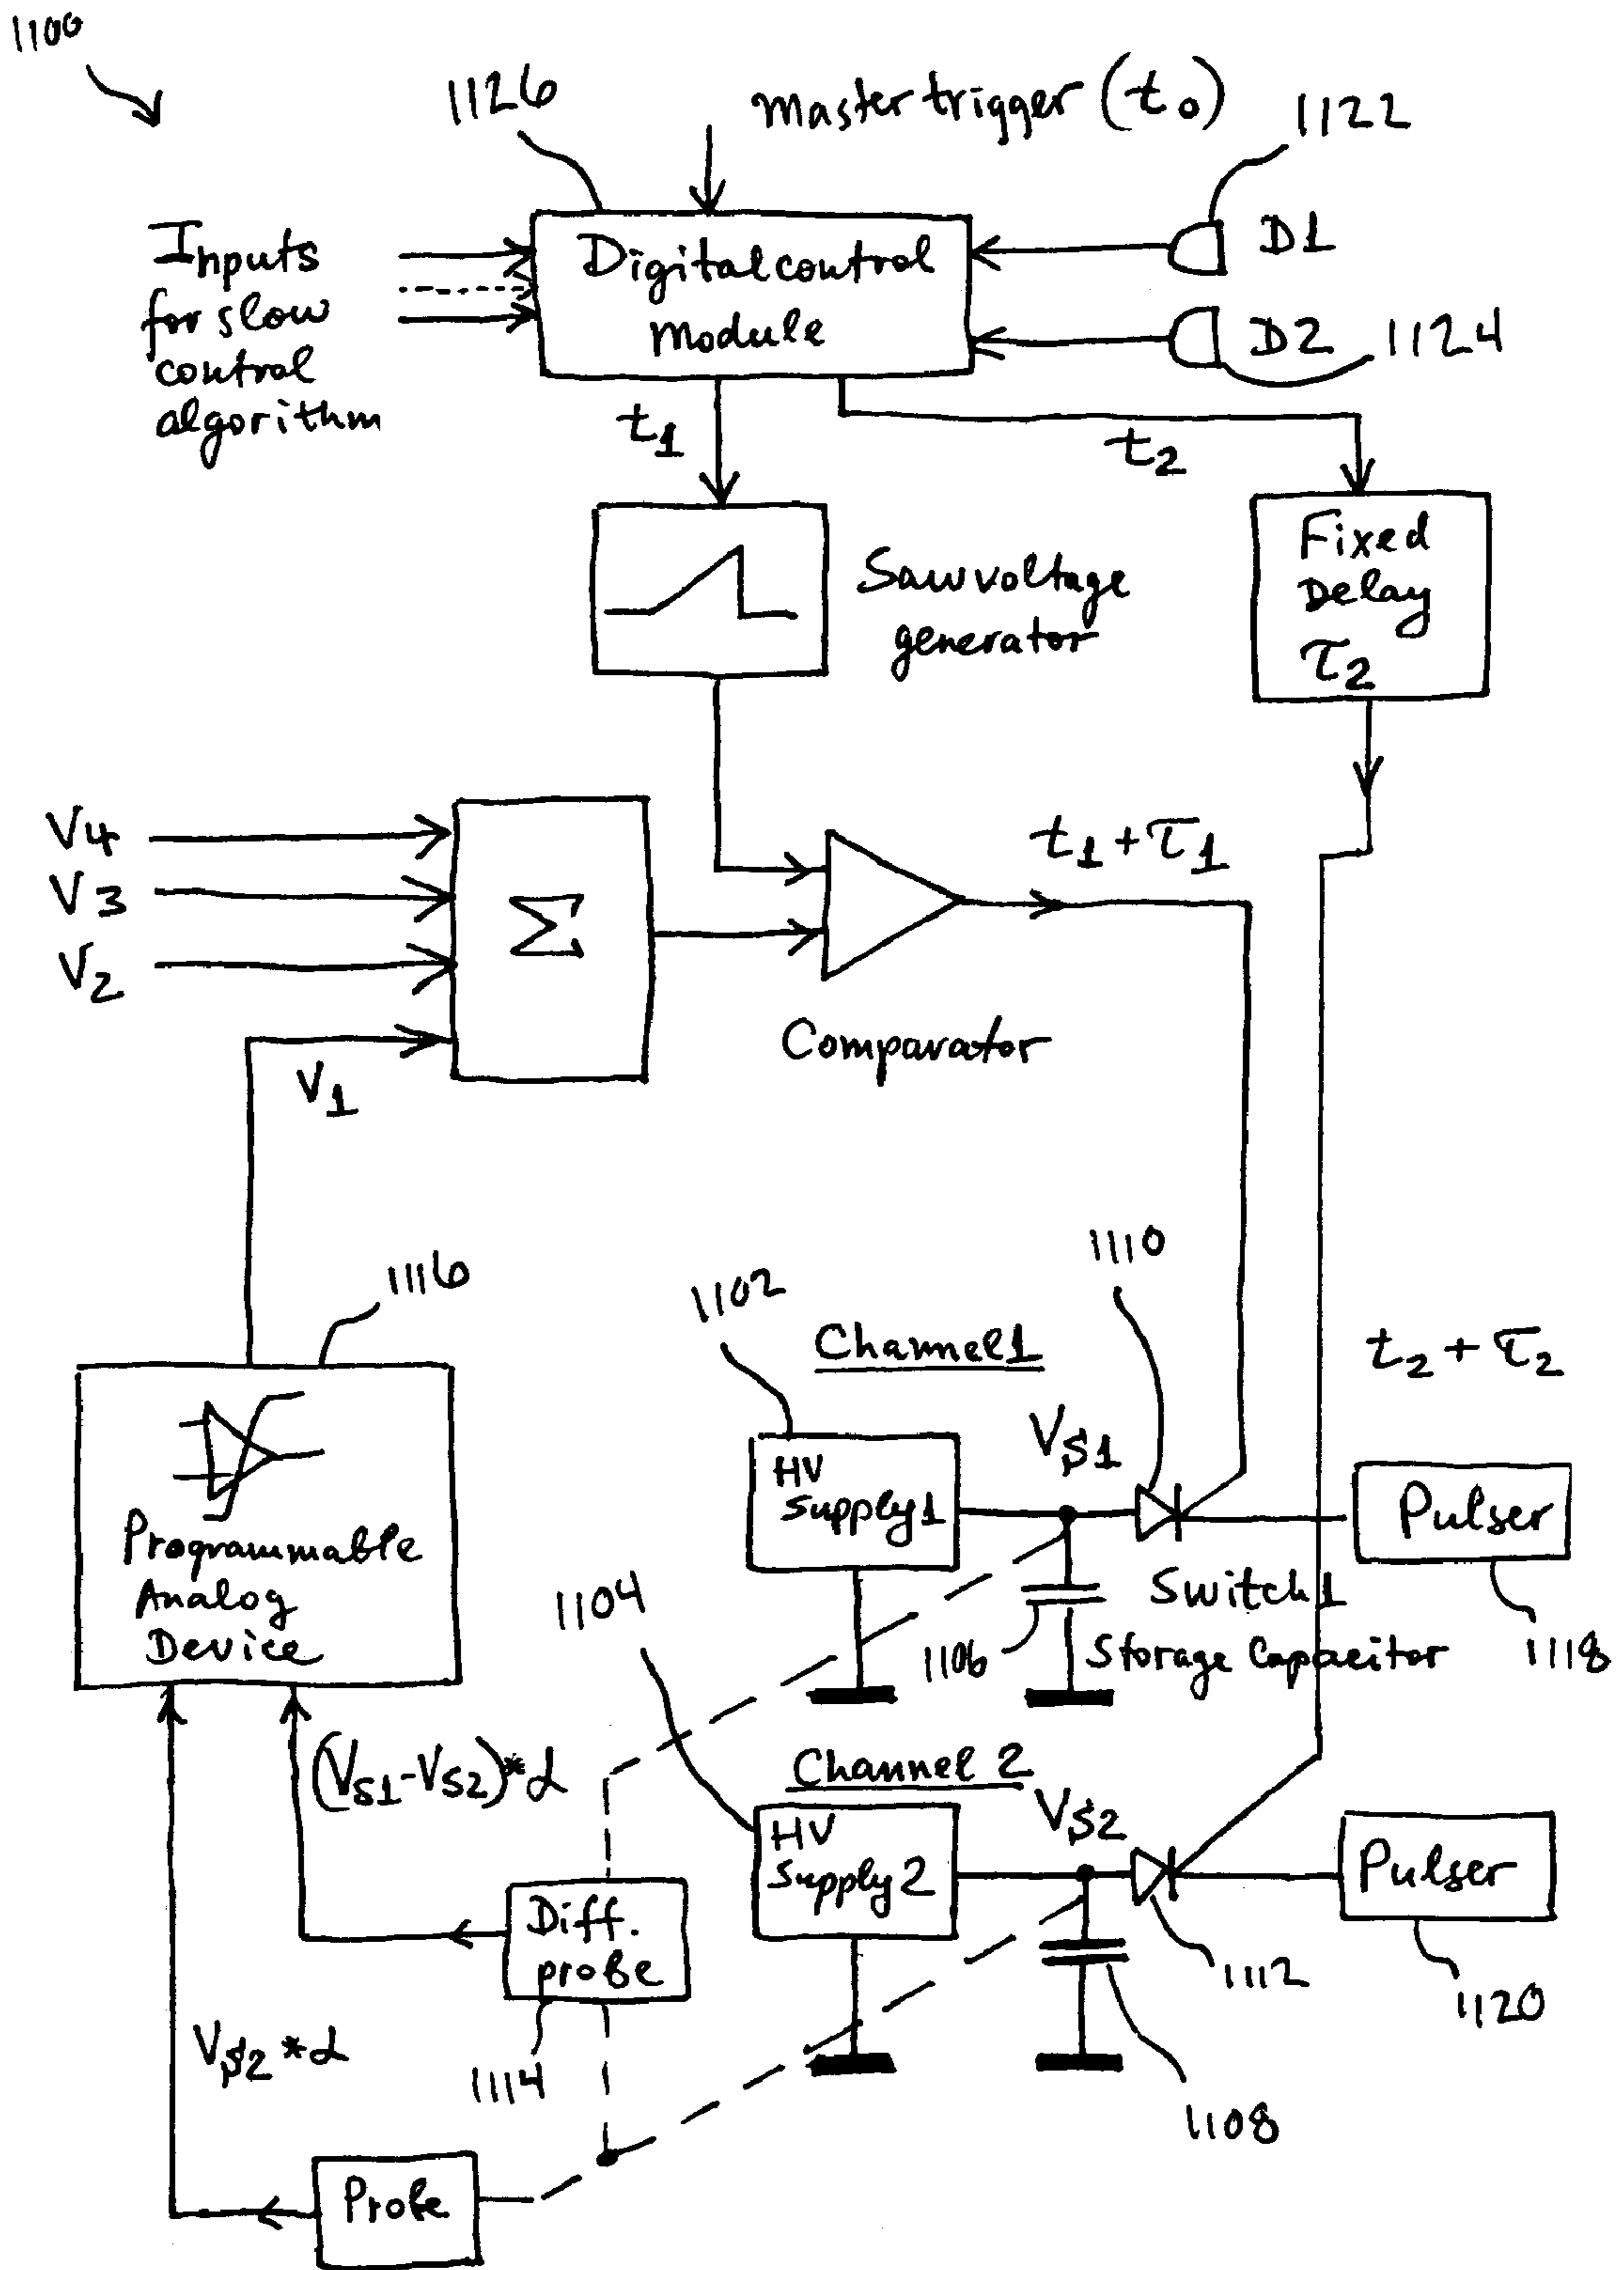 1100
1126
Master trigger (t₀)
1122
Inputs
for slow
control
algorithm
Digital control
Module
D1
D2
1124
t1
t2
Saw voltage
generator
Fixed
Delay
τ2
V4
V3
V2
V1
Σ
t1 + τ1
Comparator
1116
1102
Channel 1
1110
t2 + τ2
VS1
HV
Supply 1
Pulser
Programmable
Analog
Device
1104
Switch 1
1106
Storage Capacitor
1118
(VS1-VS2)*α
Channel 2
VS2
HV
Supply 2
Pulser
Diff.
probe
1112
1120
VS2 *α
1114
1108
Probe